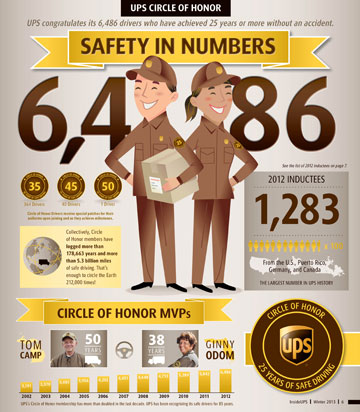 UPS CIRCLE OF HONOR
UPS congratulates its 6,486 drivers who have achieved 25 years or more without an accident.
SAFETY IN NUMBERS
6,4 86
See the list of 2012 inductees on page 7
35
45
50
Circle of Honor Drivers receive special patches for their
uniforms upon joining and as they achieve milestones.
Collectively, Circle
of Honor members have
logged more than
178,663 years and more
than 5.3 billion miles
of safe driving. That's
enough to circle the Earth
212,000 times!
2012 INDUCTEES
1,283
x 100
From the U.S., Puerto Rico,
Germany, and Canada
THE LARGEST NUMBER IN UPS HISTORY
CIRCLE OF HONOR MVPs
TOM
CAMP
50
YEARS
38
YEARS
GINNY
ODOM
CIRCLE OF HONOR
ups
25 YEARS OF SAFE DRIVING
2002 2003 2004 2005 2006 2007 2008 2009 2010 2011 2012
UPS's Circle of Honor membership has more than doubled in the last decade. UPS has been recognizing its safe drivers for 85 years.
InsideUPS | Winter 2013